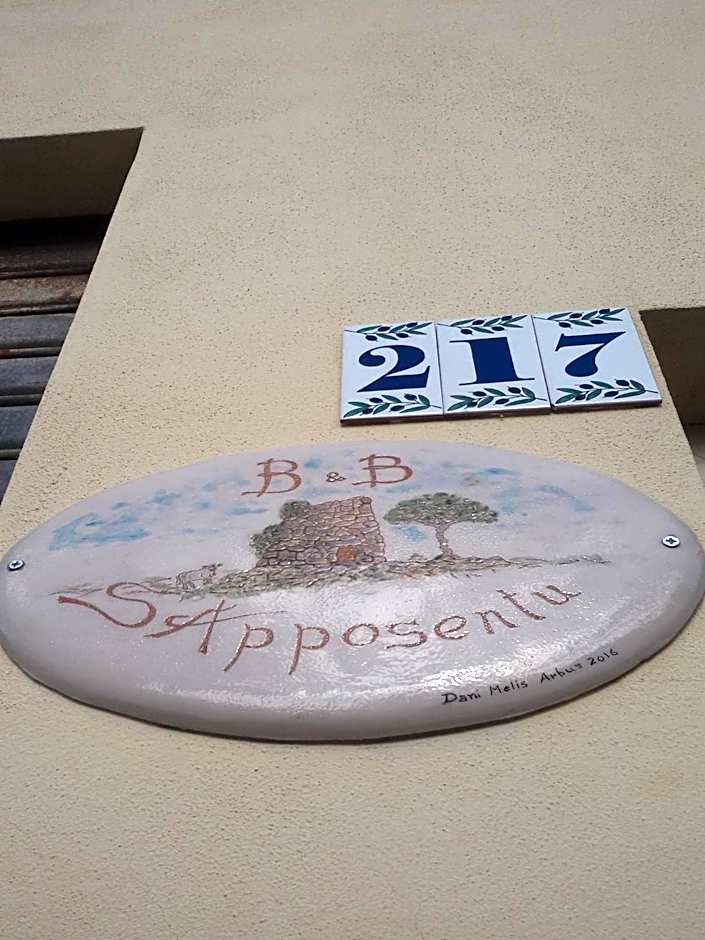 217
B & B
S'Apposentu
Dani Melis Arbus 2016